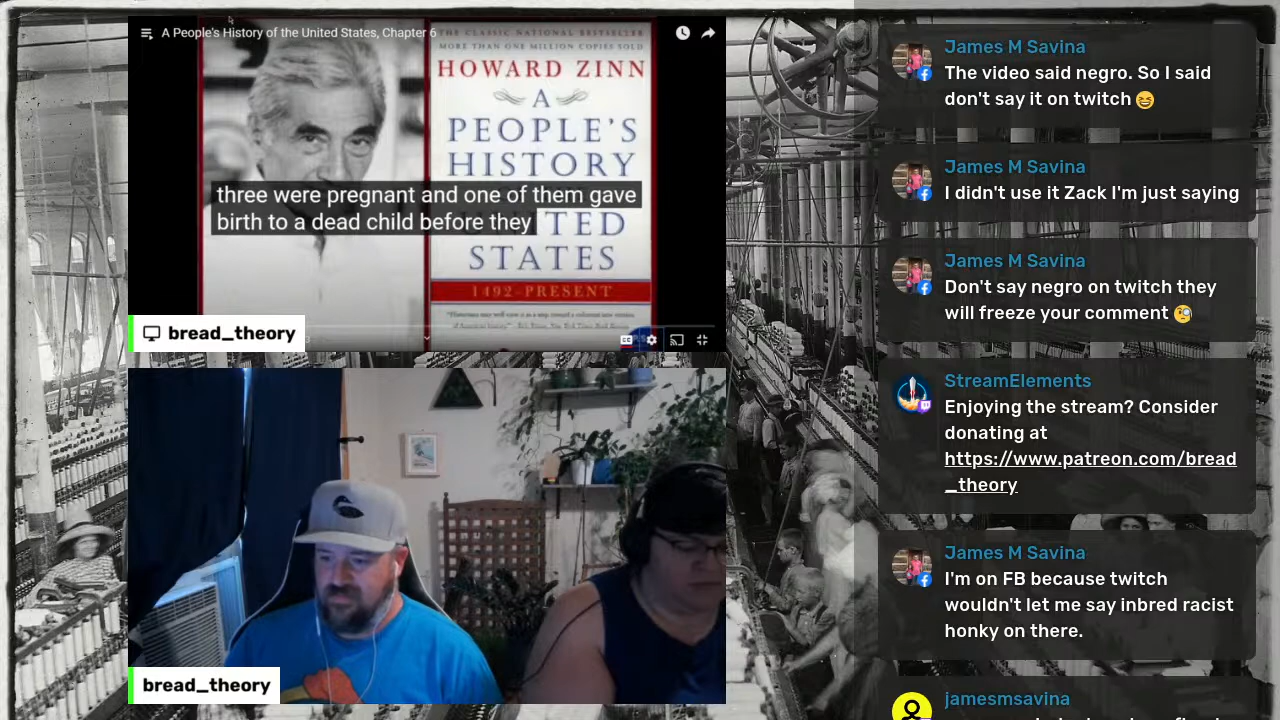 A People's History of the United States, Chapter 6
THE CLASSIC NATIONAL BESTSELLER
MORE THAN ONE MILLION COPIES SOLD
HOWARD ZINN
A
PEOPLE'S
HISTORY
TED
STATES
1492–PRESENT
three were pregnant and one of them gave
birth to a dead child before they
bread_theory
bread_theory
James M Savina
The video said negro. So I said
don't say it on twitch 😆
James M Savina
I didn't use it Zack I'm just saying
James M Savina
Don't say negro on twitch they
will freeze your comment 🧐
StreamElements
Enjoying the stream? Consider
donating at
https://www.patreon.com/bread
_theory
James M Savina
I'm on FB because twitch
wouldn't let me say inbred racist
honky on there.
jamesmsavina